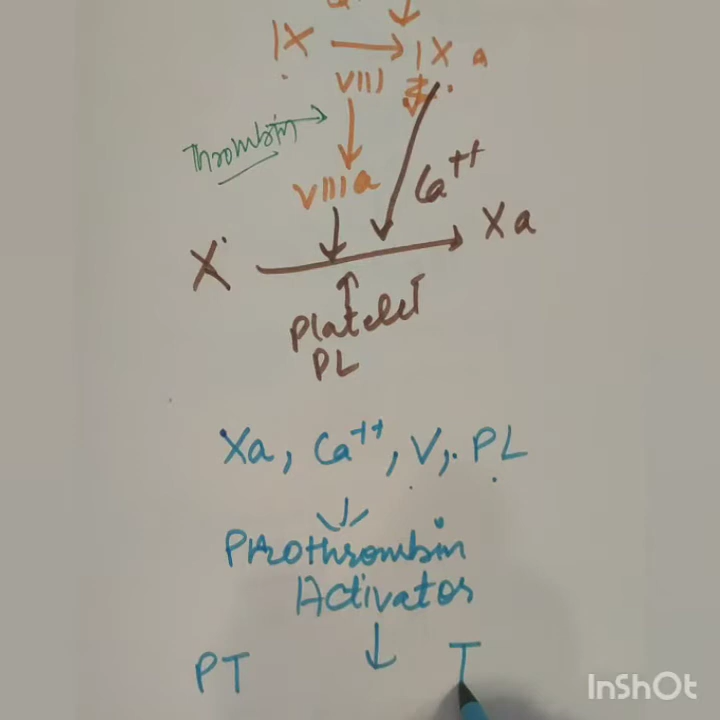 IX → IX a
VIII
Thrombin →
Ca++
VIII a
X → Xa
Platelet
PL
Xa, Ca++, V, PL
Prothrombin
Activator
PT T
InShOt